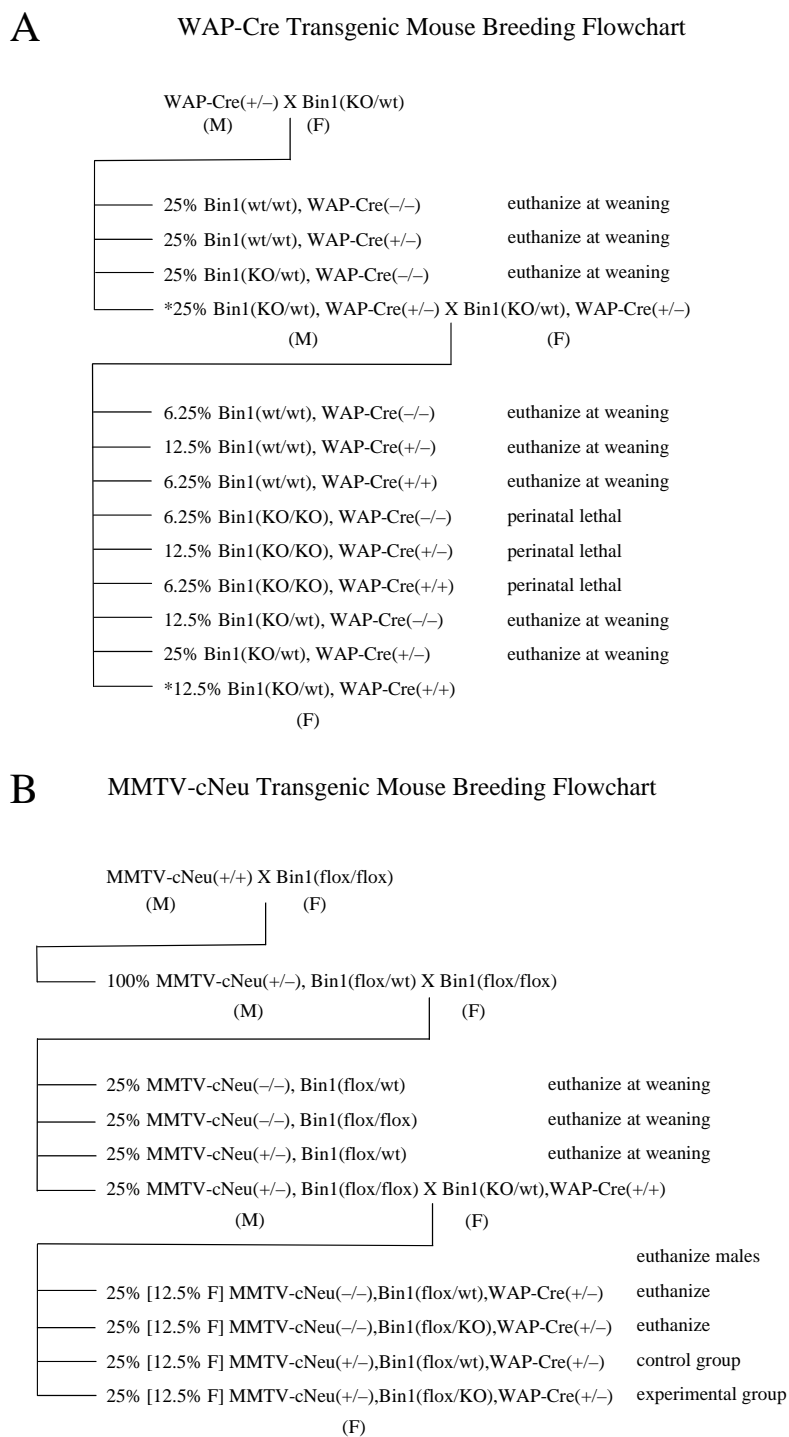 A
WAP-Cre Transgenic Mouse Breeding Flowchart
WAP-Cre(+/–) X Bin1(KO/wt)
(M) (F)
25% Bin1(wt/wt), WAP-Cre(–/–) euthanize at weaning
25% Bin1(wt/wt), WAP-Cre(+/–) euthanize at weaning
25% Bin1(KO/wt), WAP-Cre(–/–) euthanize at weaning
*25% Bin1(KO/wt), WAP-Cre(+/–) X Bin1(KO/wt), WAP-Cre(+/–)
(M) (F)
6.25% Bin1(wt/wt), WAP-Cre(–/–) euthanize at weaning
12.5% Bin1(wt/wt), WAP-Cre(+/–) euthanize at weaning
6.25% Bin1(wt/wt), WAP-Cre(+/+) euthanize at weaning
6.25% Bin1(KO/KO), WAP-Cre(–/–) perinatal lethal
12.5% Bin1(KO/KO), WAP-Cre(+/–) perinatal lethal
6.25% Bin1(KO/KO), WAP-Cre(+/+) perinatal lethal
12.5% Bin1(KO/wt), WAP-Cre(–/–) euthanize at weaning
25% Bin1(KO/wt), WAP-Cre(+/–) euthanize at weaning
*12.5% Bin1(KO/wt), WAP-Cre(+/+)
(F)
B
MMTV-cNeu Transgenic Mouse Breeding Flowchart
MMTV-cNeu(+/+) X Bin1(flox/flox)
(M) (F)
100% MMTV-cNeu(+/–), Bin1(flox/wt) X Bin1(flox/flox)
(M) (F)
25% MMTV-cNeu(–/–), Bin1(flox/wt) euthanize at weaning
25% MMTV-cNeu(–/–), Bin1(flox/flox) euthanize at weaning
25% MMTV-cNeu(+/–), Bin1(flox/wt) euthanize at weaning
25% MMTV-cNeu(+/–), Bin1(flox/flox) X Bin1(KO/wt),WAP-Cre(+/+)
(M) (F)
euthanize males
25% [12.5% F] MMTV-cNeu(–/–),Bin1(flox/wt),WAP-Cre(+/–) euthanize
25% [12.5% F] MMTV-cNeu(–/–),Bin1(flox/KO),WAP-Cre(+/–) euthanize
25% [12.5% F] MMTV-cNeu(+/–),Bin1(flox/wt),WAP-Cre(+/–) control group
25% [12.5% F] MMTV-cNeu(+/–),Bin1(flox/KO),WAP-Cre(+/–) experimental group
(F)